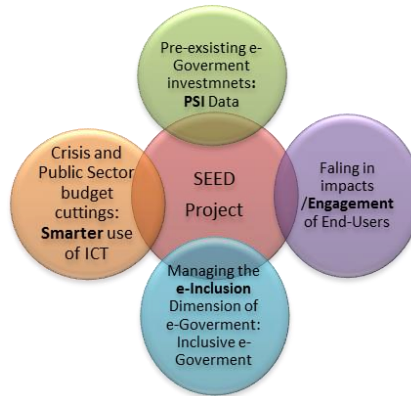 Pre-exsisting e-
Goverment
investmnets:
PSI Data
Crisis and
Public Sector
budget
cuttings:
Smarter use
of ICT
SEED
Project
Faling in
impacts
/Engagement
of End-Users
Managing the
e-Inclusion
Dimension of
e-Goverment:
Inclusive e-
Goverment